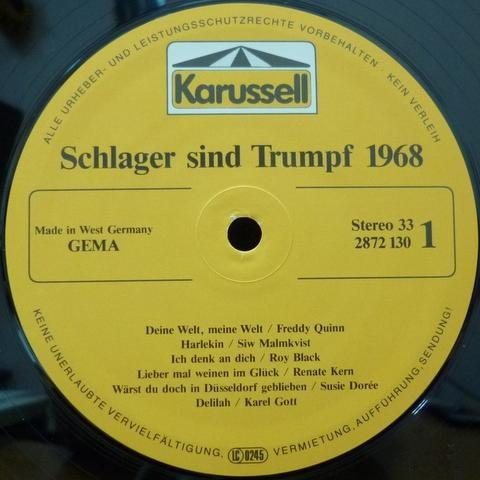 ALLE URHEBER- UND LEISTUNGSSCHUTZRECHTE VORBEHALTEN - KEIN VERLEIH
Karussell
Schlager sind Trumpf 1968
Made in West Germany
GEMA
Stereo 33
2872 130
1
Deine Welt, meine Welt / Freddy Quinn
Harlekin / Siw Malmkvist
Ich denk an dich / Roy Black
Lieber mal weinen im Glück / Renate Kern
Wärst du doch in Düsseldorf geblieben / Susie Dorée
Delilah / Karel Gott
KEINE UNERLAUBTE VERVIELFÄLTIGUNG, LC 0245 VERMIETUNG, AUFFÜHRUNG, SENDUNG!